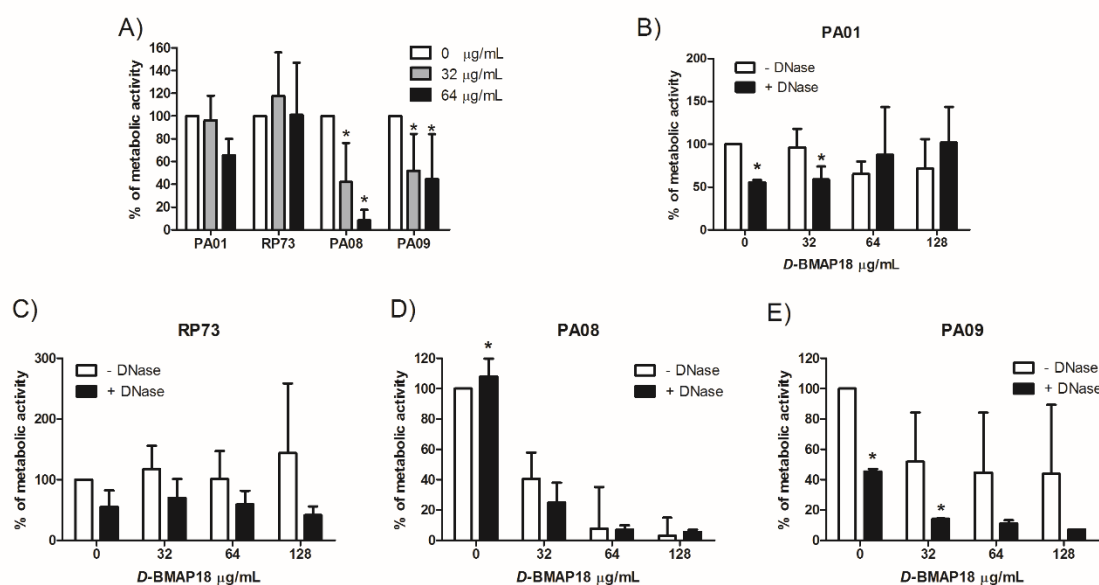 A)
% of metabolic activity
160
140
120
100
80
60
40
20
0
0 μg/mL
32 μg/mL
64 μg/mL
* * * *
PA01 RP73 PA08 PA09
B)
PA01
% of metabolic activity
200
150
100
50
0
- DNase
+ DNase
* *
0 32 64 128
D-BMAP18 μg/mL
C)
RP73
% of metabolic activity
300
200
100
0
- DNase
+ DNase
0 32 64 128
D-BMAP18 μg/mL
D)
PA08
% of metabolic activity
120
100
80
60
40
20
0
*
- DNase
+ DNase
0 32 64 128
D-BMAP18 μg/mL
E)
PA09
% of metabolic activity
120
100
80
60
40
20
0
- DNase
+ DNase
* *
0 32 64 128
D-BMAP18 μg/mL